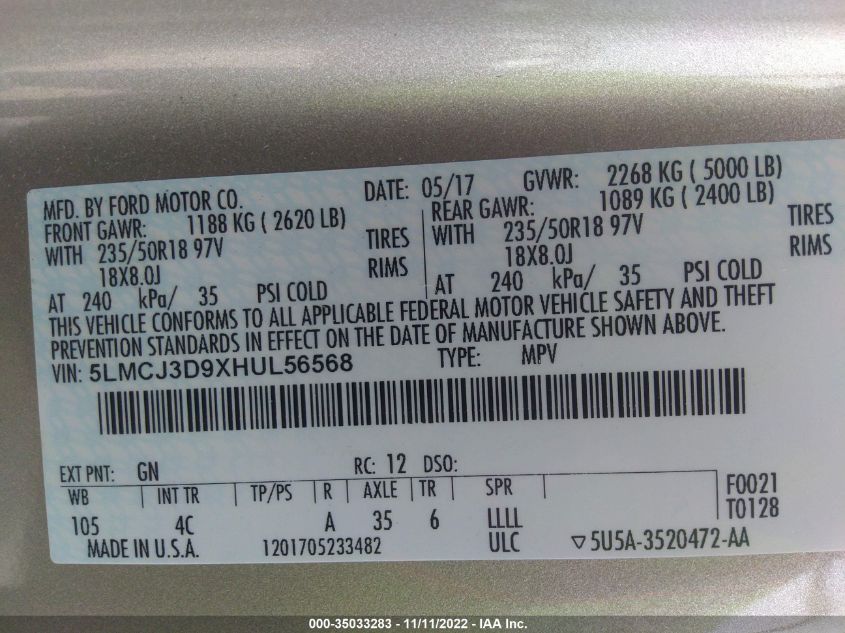 MFD. BY FORD MOTOR CO. DATE: 05/17 GVWR: 2268 KG ( 5000 LB)
FRONT GAWR: 1188 KG ( 2620 LB) REAR GAWR: 1089 KG ( 2400 LB)
WITH 235/50R18 97V TIRES WITH 235/50R18 97V TIRES
18X8.0J RIMS 18X8.0J RIMS
AT 240 kPa/ 35 PSI COLD AT 240 kPa/ 35 PSI COLD
THIS VEHICLE CONFORMS TO ALL APPLICABLE FEDERAL MOTOR VEHICLE SAFETY AND THEFT
PREVENTION STANDARDS IN EFFECT ON THE DATE OF MANUFACTURE SHOWN ABOVE.
VIN: 5LMCJ3D9XHUL56568 TYPE: MPV
EXT PNT: GN RC: 12 DSO:
WB INT TR TP/PS R AXLE TR SPR F0021
105 4C A 35 6 LLLL T0128
MADE IN U.S.A. 1201705233482 ULC ▽5U5A-3520472-AA
000-35033283 - 11/11/2022 - IAA Inc.